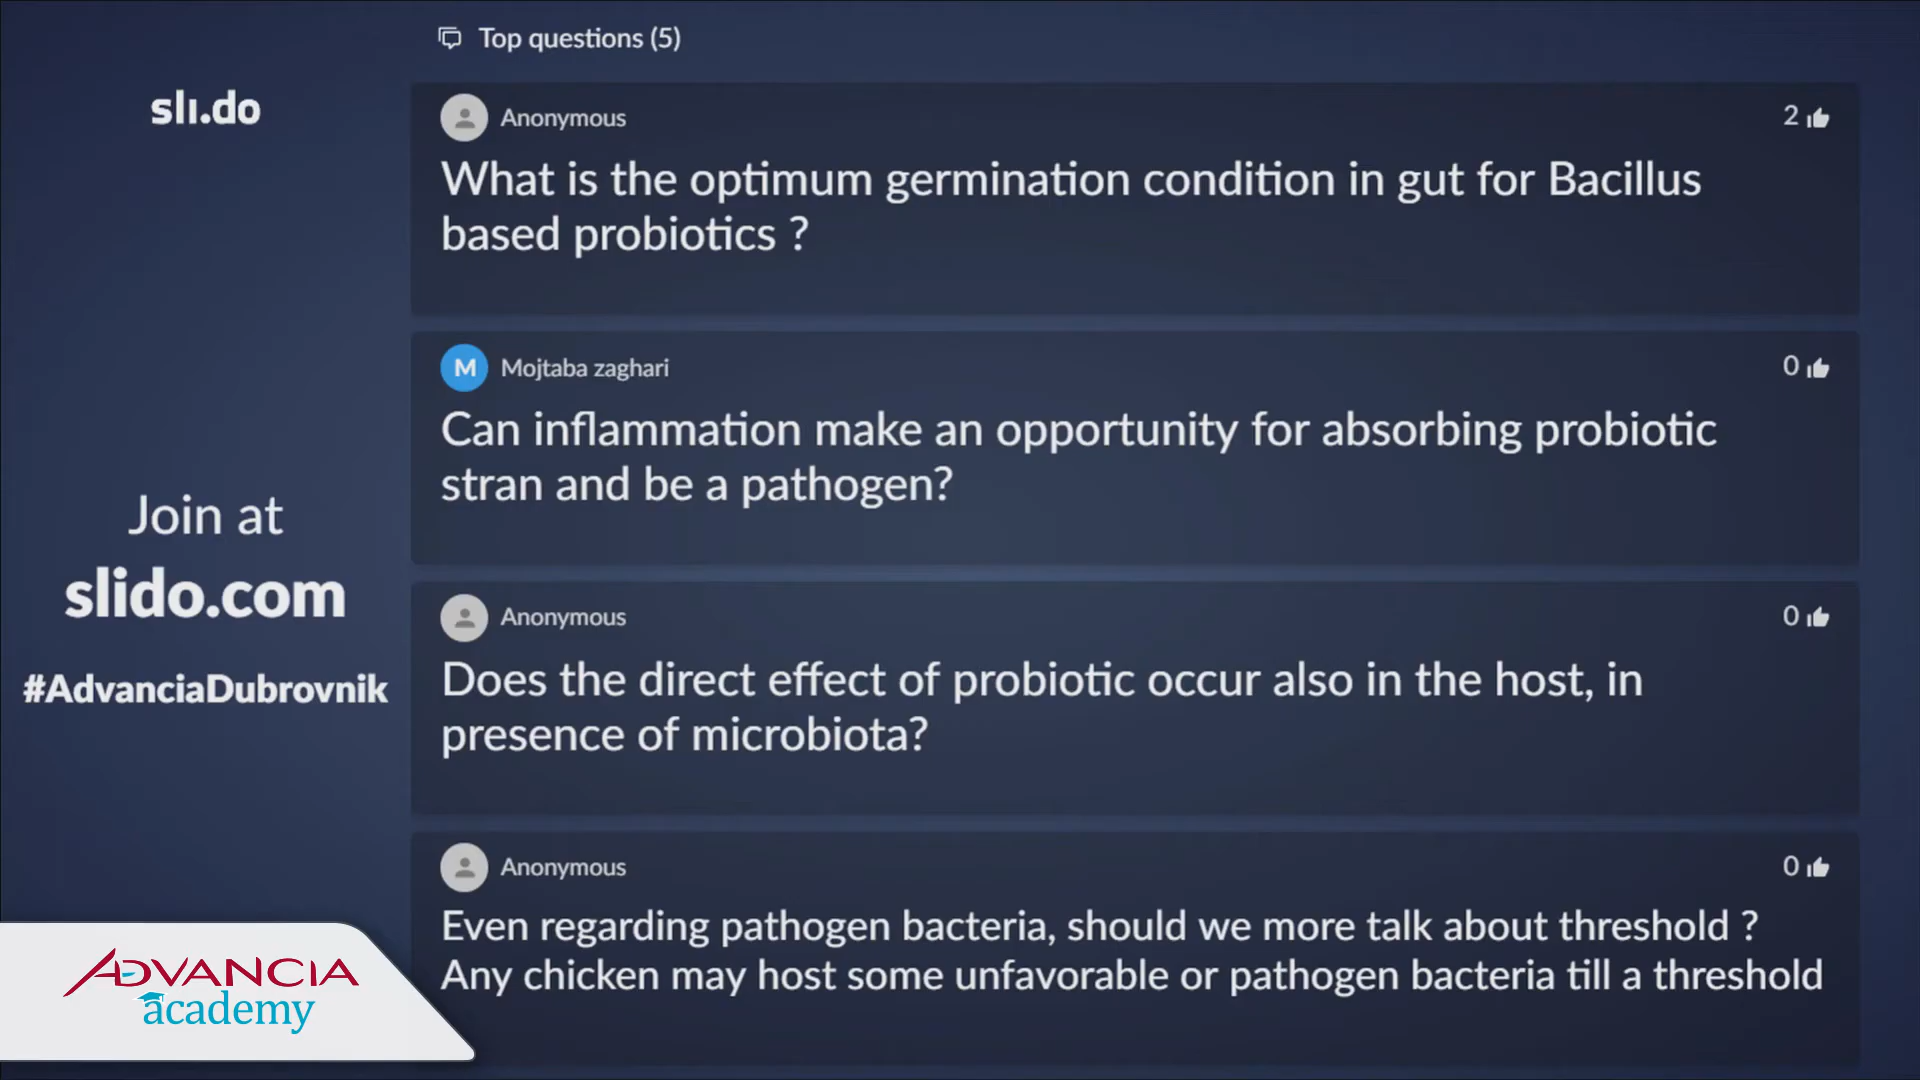 Top questions (5)
sli.do
Anonymous
2
What is the optimum germination condition in gut for Bacillus
based probiotics ?
M
Mojtaba zaghari
0
Can inflammation make an opportunity for absorbing probiotic
stran and be a pathogen?
Join at
slido.com
#AdvanciaDubrovnik
Anonymous
0
Does the direct effect of probiotic occur also in the host, in
presence of microbiota?
Anonymous
0
Even regarding pathogen bacteria, should we more talk about threshold ?
Any chicken may host some unfavorable or pathogen bacteria till a threshold
ADVANCIA
academy